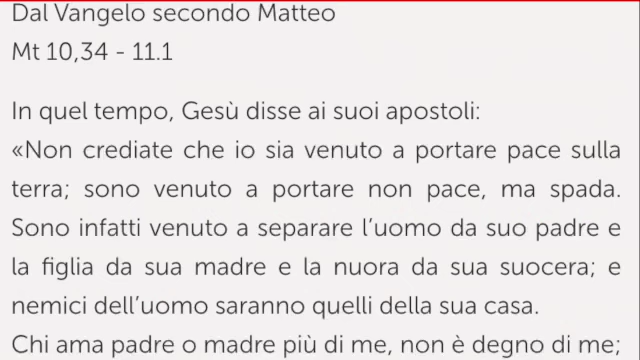 Dal Vangelo secondo Matteo
Mt 10,34 - 11.1
In quel tempo, Gesù disse ai suoi apostoli:
«Non crediate che io sia venuto a portare pace sulla
terra; sono venuto a portare non pace, ma spada.
Sono infatti venuto a separare l’uomo da suo padre e
la figlia da sua madre e la nuora da sua suocera; e
nemici dell’uomo saranno quelli della sua casa.
Chi ama padre o madre più di me, non è degno di me;